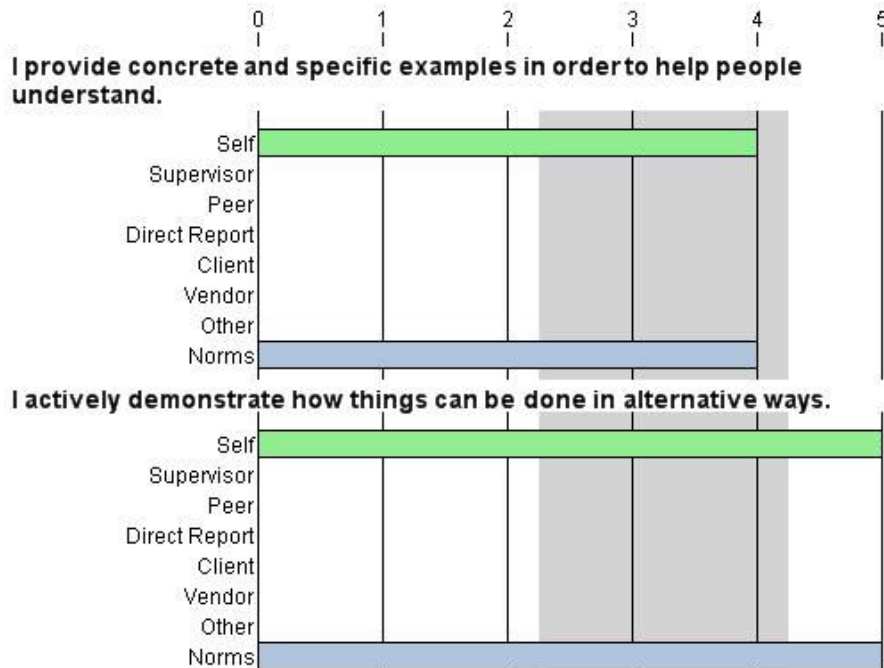 0 1 2 3 4 5
I provide concrete and specific examples in order to help people
understand.
Self
Supervisor
Peer
Direct Report
Client
Vendor
Other
Norms
I actively demonstrate how things can be done in alternative ways.
Self
Supervisor
Peer
Direct Report
Client
Vendor
Other
Norms